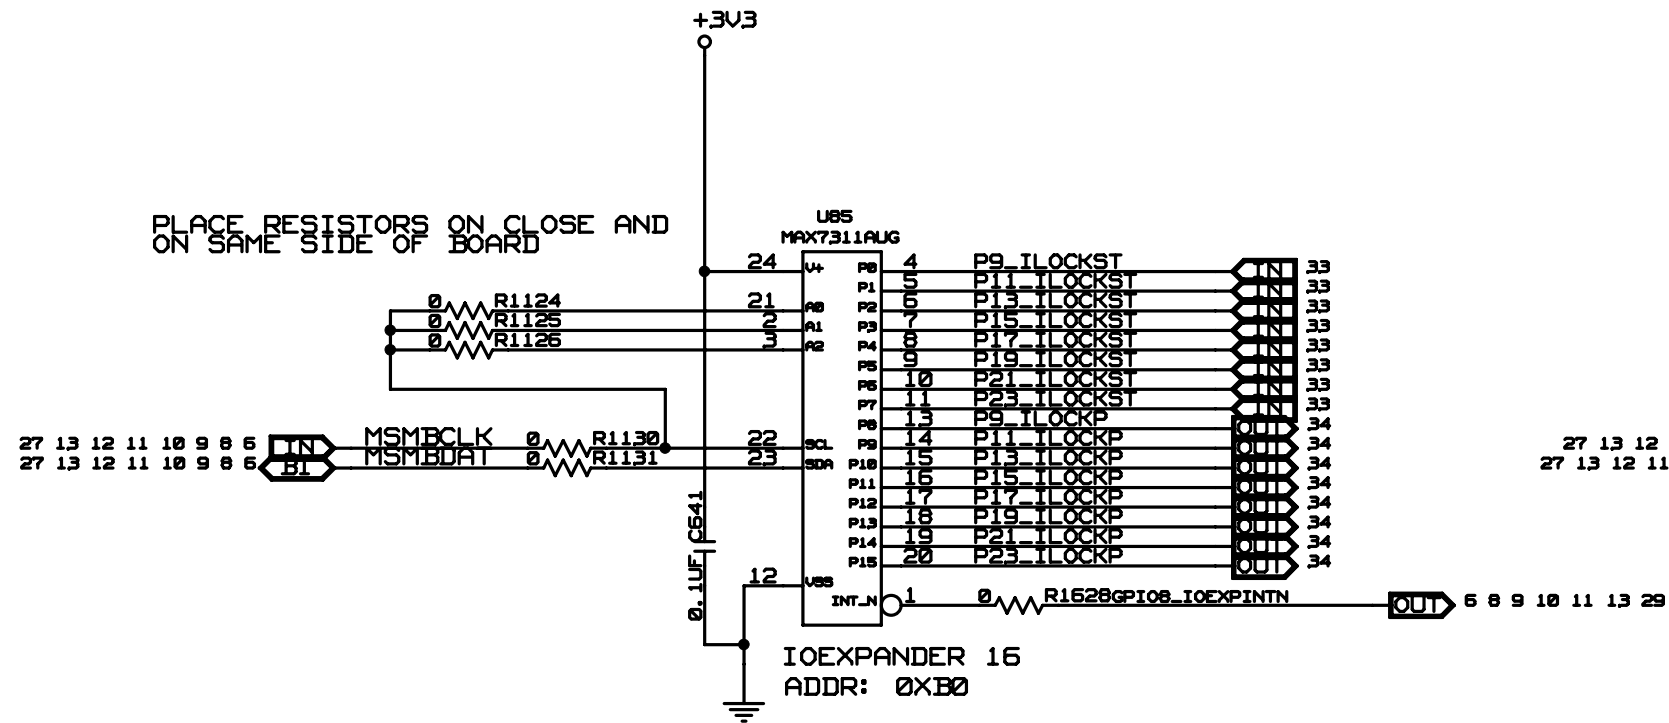 +3V3
PLACE RESISTORS ON CLOSE AND
ON SAME SIDE OF BOARD
U85
MAX7311AUG
24 V+ P0 4 P9_ILOCKST IN 33
P1 5 P11_ILOCKST IN 33
0 R1124 21 A0 P2 6 P13_ILOCKST IN 33
0 R1125 2 A1 P3 7 P15_ILOCKST IN 33
0 R1126 3 A2 P4 8 P17_ILOCKST IN 33
P5 9 P19_ILOCKST IN 33
P6 10 P21_ILOCKST IN 33
P7 11 P23_ILOCKST IN 33
P8 13 P9_ILOCKP OUT 34
27 13 12 11 10 9 8 6 IN MSMBCLK 0 R1130 22 SCL P9 14 P11_ILOCKP OUT 34 27 13 12
27 13 12 11 10 9 8 6 BI MSMBDAT 0 R1131 23 SDA P10 15 P13_ILOCKP OUT 34 27 13 12 11
P11 16 P15_ILOCKP OUT 34
P12 17 P17_ILOCKP OUT 34
P13 18 P19_ILOCKP OUT 34
P14 19 P21_ILOCKP OUT 34
P15 20 P23_ILOCKP OUT 34
0.1UF C641
12 VSS
INT_N 1 0 R1628 GPIO8_IOEXPINTN OUT 6 8 9 10 11 13 29
IOEXPANDER 16
ADDR: 0XB0